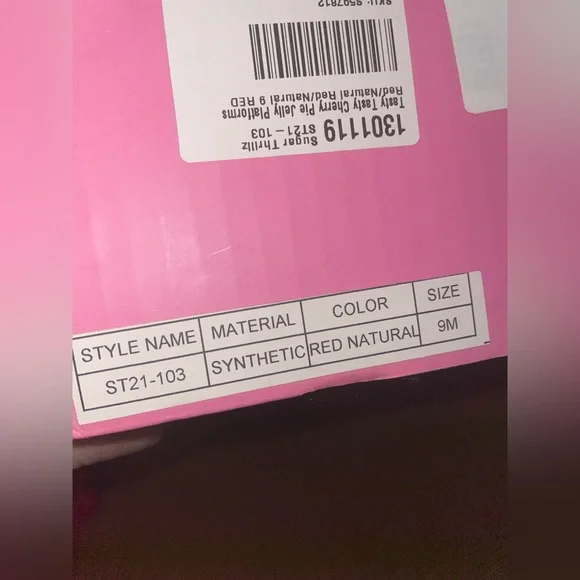 Sugar Thrillz
1301119 ST21-103
Tasty Tasty Cherry Pie Jelly Platforms
Red/Natural Red/Natural 9 RED
SKU: S597812
STYLE NAME MATERIAL COLOR SIZE
ST21-103 SYNTHETIC RED NATURAL 9M